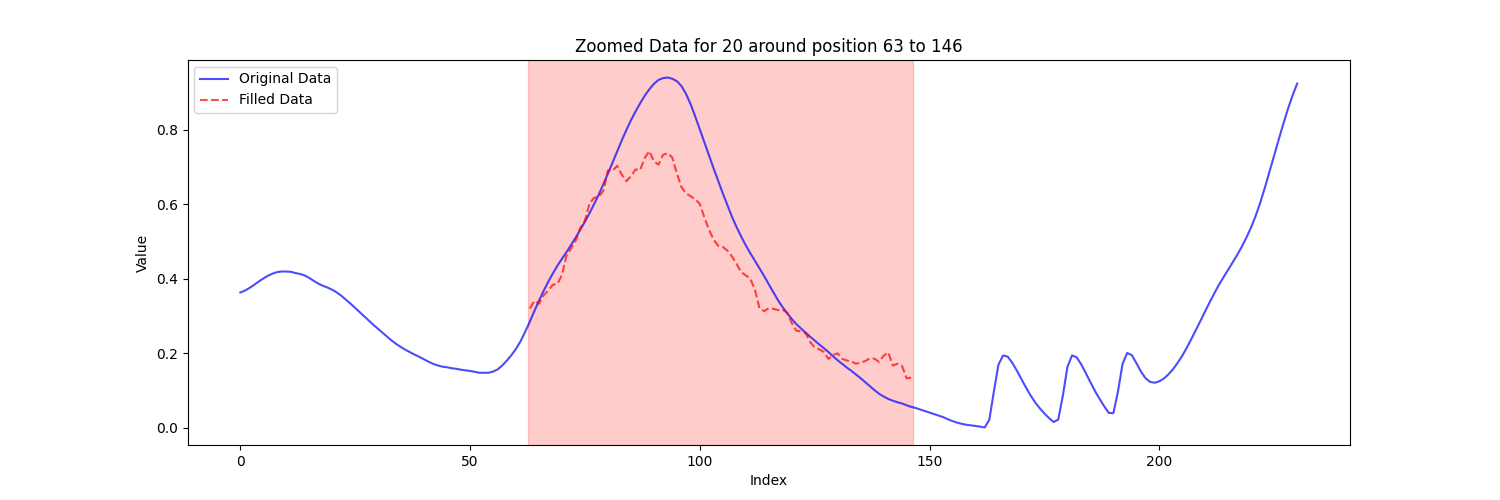 Zoomed Data for 20 around position 63 to 146
Original Data
Filled Data
Value
0.8
0.6
0.4
0.2
0.0
0 50 100 150 200
Index